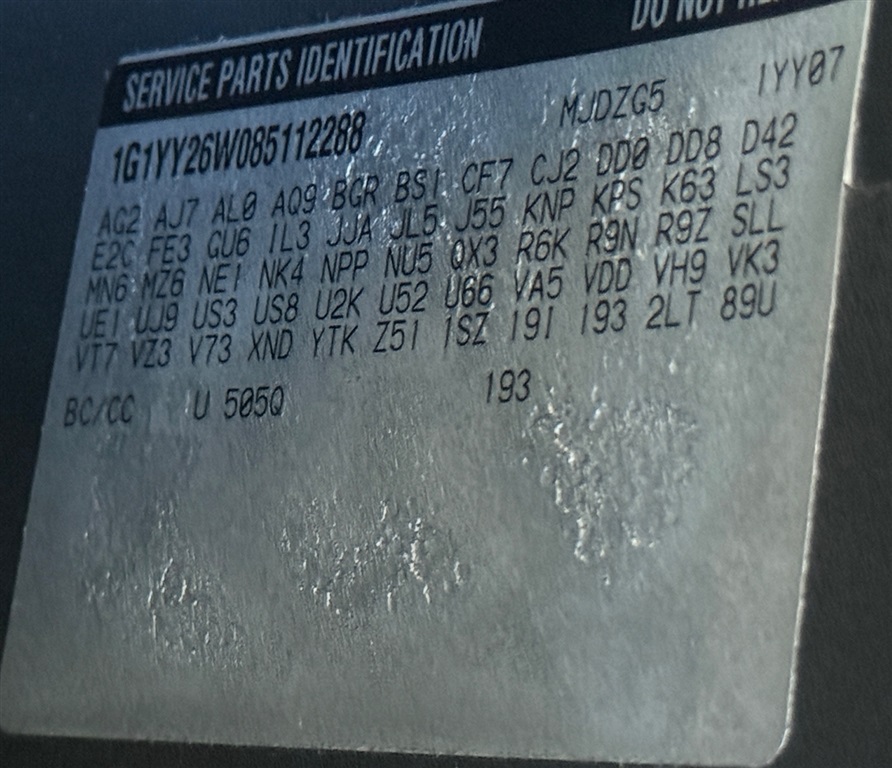 SERVICE PARTS IDENTIFICATION DO NOT
1G1YY26W085112288 MJDZG5 1YY07
AG2 AJ7 AL0 AQ9 BGR BS1 CF7 CJ2 DD0 DD8 D42
E2C FE3 GU6 IL3 JJA JL5 J55 KNP KPS K63 LS3
MN6 MZ6 NE1 NK4 NPP NU5 QX3 R6K R9N R9Z SLL
UE1 UJ9 US3 US8 U2K U52 U66 VA5 VDD VH9 VK3
VT7 VZ3 V73 XND YTK Z51 1SZ 191 193 2LT 89U
BC/CC U 505Q 193